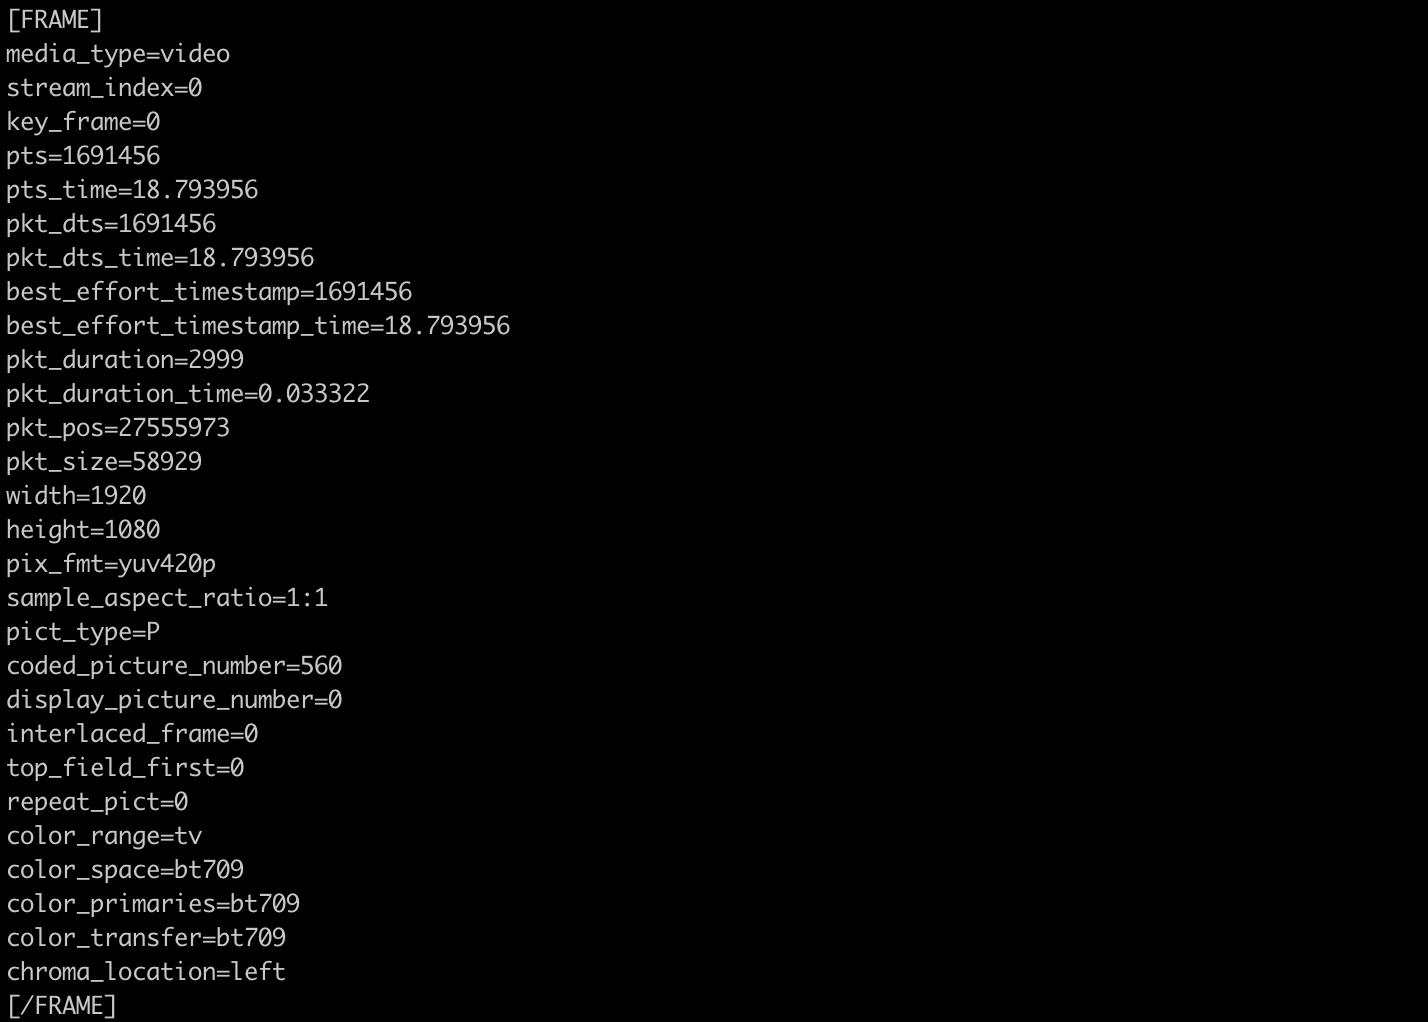 [FRAME]
media_type=video
stream_index=0
key_frame=0
pts=1691456
pts_time=18.793956
pkt_dts=1691456
pkt_dts_time=18.793956
best_effort_timestamp=1691456
best_effort_timestamp_time=18.793956
pkt_duration=2999
pkt_duration_time=0.033322
pkt_pos=27555973
pkt_size=58929
width=1920
height=1080
pix_fmt=yuv420p
sample_aspect_ratio=1:1
pict_type=P
coded_picture_number=560
display_picture_number=0
interlaced_frame=0
top_field_first=0
repeat_pict=0
color_range=tv
color_space=bt709
color_primaries=bt709
color_transfer=bt709
chroma_location=left
[/FRAME]